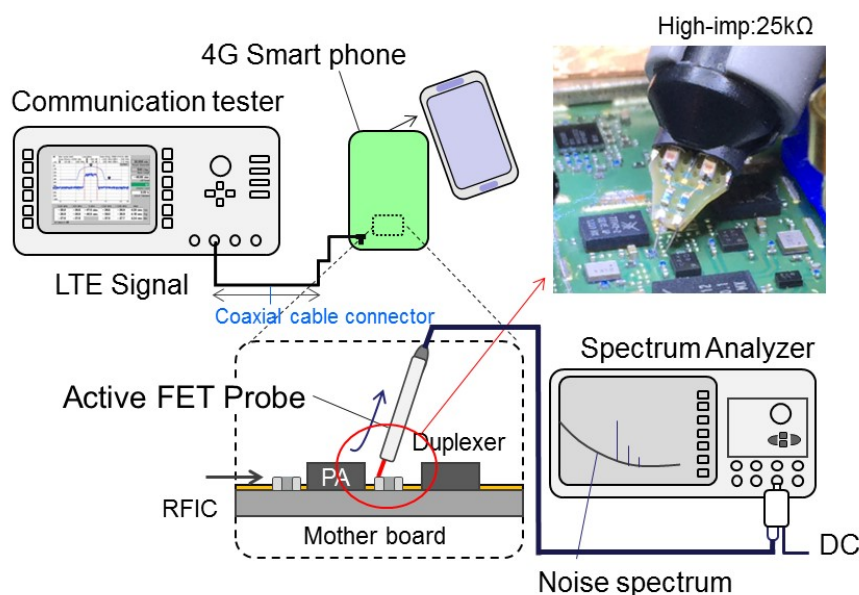 High-imp:25kΩ
4G Smart phone
Communication tester
LTE Signal
Coaxial cable connector
Spectrum Analyzer
Active FET Probe
Duplexer
PA
RFIC
Mother board
DC
Noise spectrum